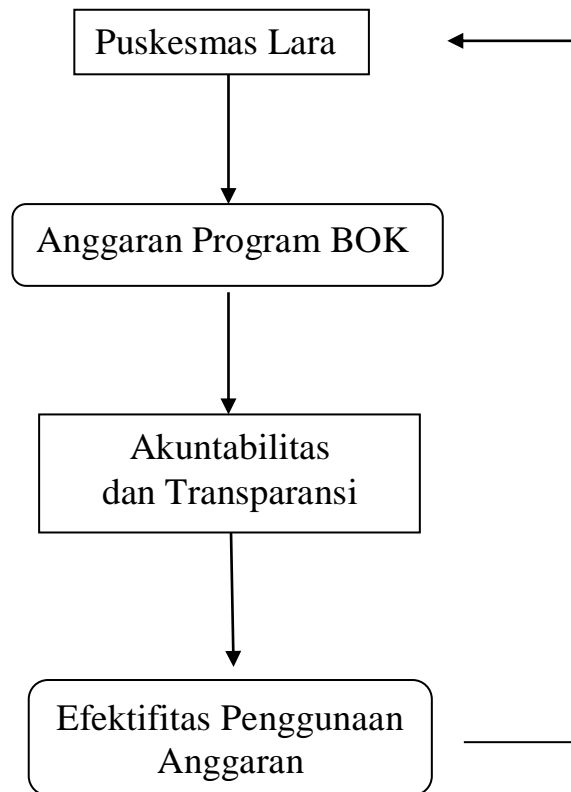 Puskesmas Lara
Anggaran Program BOK
Akuntabilitas
dan Transparansi
Efektifitas Penggunaan
Anggaran